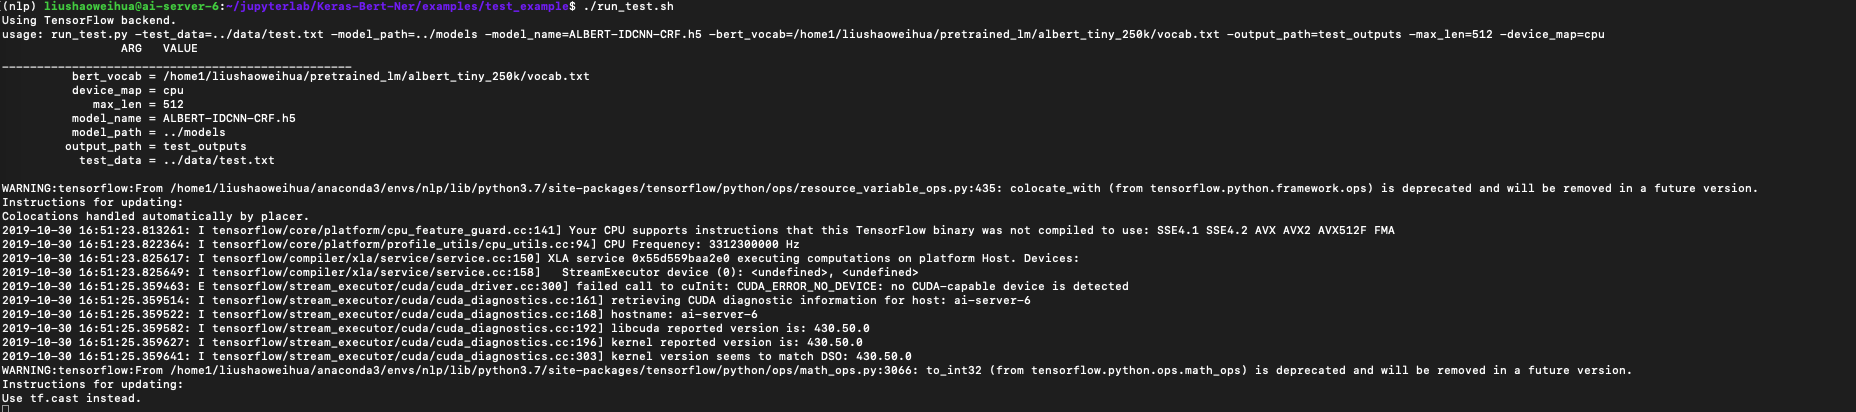 (nlp) liushaoweihua@ai-server-6:~/jupyterlab/Keras-Bert-Ner/examples/test_example$ ./run_test.sh
Using TensorFlow backend.
usage: run_test.py -test_data=../data/test.txt -model_path=../models -model_name=ALBERT-IDCNN-CRF.h5 -bert_vocab=/home1/liushaoweihua/pretrained_lm/albert_tiny_250k/vocab.txt -output_path=test_outputs -max_len=512 -device_map=cpu
ARG   VALUE
__________________________________________________
bert_vocab = /home1/liushaoweihua/pretrained_lm/albert_tiny_250k/vocab.txt
device_map = cpu
max_len = 512
model_name = ALBERT-IDCNN-CRF.h5
model_path = ../models
output_path = test_outputs
test_data = ../data/test.txt
WARNING:tensorflow:From /home1/liushaoweihua/anaconda3/envs/nlp/lib/python3.7/site-packages/tensorflow/python/ops/resource_variable_ops.py:435: colocate_with (from tensorflow.python.framework.ops) is deprecated and will be removed in a future version.
Instructions for updating:
Colocations handled automatically by placer.
2019-10-30 16:51:23.813261: I tensorflow/core/platform/cpu_feature_guard.cc:141] Your CPU supports instructions that this TensorFlow binary was not compiled to use: SSE4.1 SSE4.2 AVX AVX2 AVX512F FMA
2019-10-30 16:51:23.822364: I tensorflow/core/platform/profile_utils/cpu_utils.cc:94] CPU Frequency: 3312300000 Hz
2019-10-30 16:51:23.825617: I tensorflow/compiler/xla/service/service.cc:150] XLA service 0x55d559baa2e0 executing computations on platform Host. Devices:
2019-10-30 16:51:23.825649: I tensorflow/compiler/xla/service/service.cc:158]   StreamExecutor device (0): <undefined>, <undefined>
2019-10-30 16:51:25.359463: E tensorflow/stream_executor/cuda/cuda_driver.cc:300] failed call to cuInit: CUDA_ERROR_NO_DEVICE: no CUDA-capable device is detected
2019-10-30 16:51:25.359514: I tensorflow/stream_executor/cuda/cuda_diagnostics.cc:161] retrieving CUDA diagnostic information for host: ai-server-6
2019-10-30 16:51:25.359522: I tensorflow/stream_executor/cuda/cuda_diagnostics.cc:168] hostname: ai-server-6
2019-10-30 16:51:25.359582: I tensorflow/stream_executor/cuda/cuda_diagnostics.cc:192] libcuda reported version is: 430.50.0
2019-10-30 16:51:25.359627: I tensorflow/stream_executor/cuda/cuda_diagnostics.cc:196] kernel reported version is: 430.50.0
2019-10-30 16:51:25.359641: I tensorflow/stream_executor/cuda/cuda_diagnostics.cc:303] kernel version seems to match DSO: 430.50.0
WARNING:tensorflow:From /home1/liushaoweihua/anaconda3/envs/nlp/lib/python3.7/site-packages/tensorflow/python/ops/math_ops.py:3066: to_int32 (from tensorflow.python.ops.math_ops) is deprecated and will be removed in a future version.
Instructions for updating:
Use tf.cast instead.